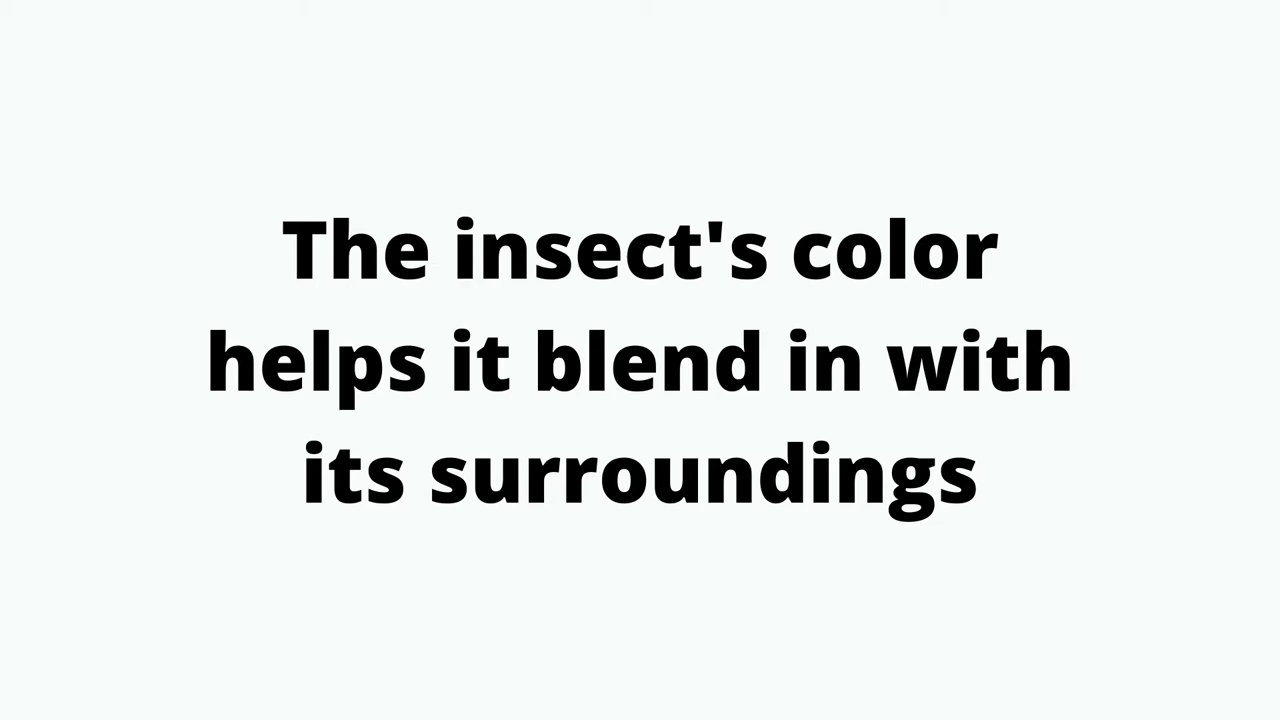 The insect's color
helps it blend in with
its surroundings